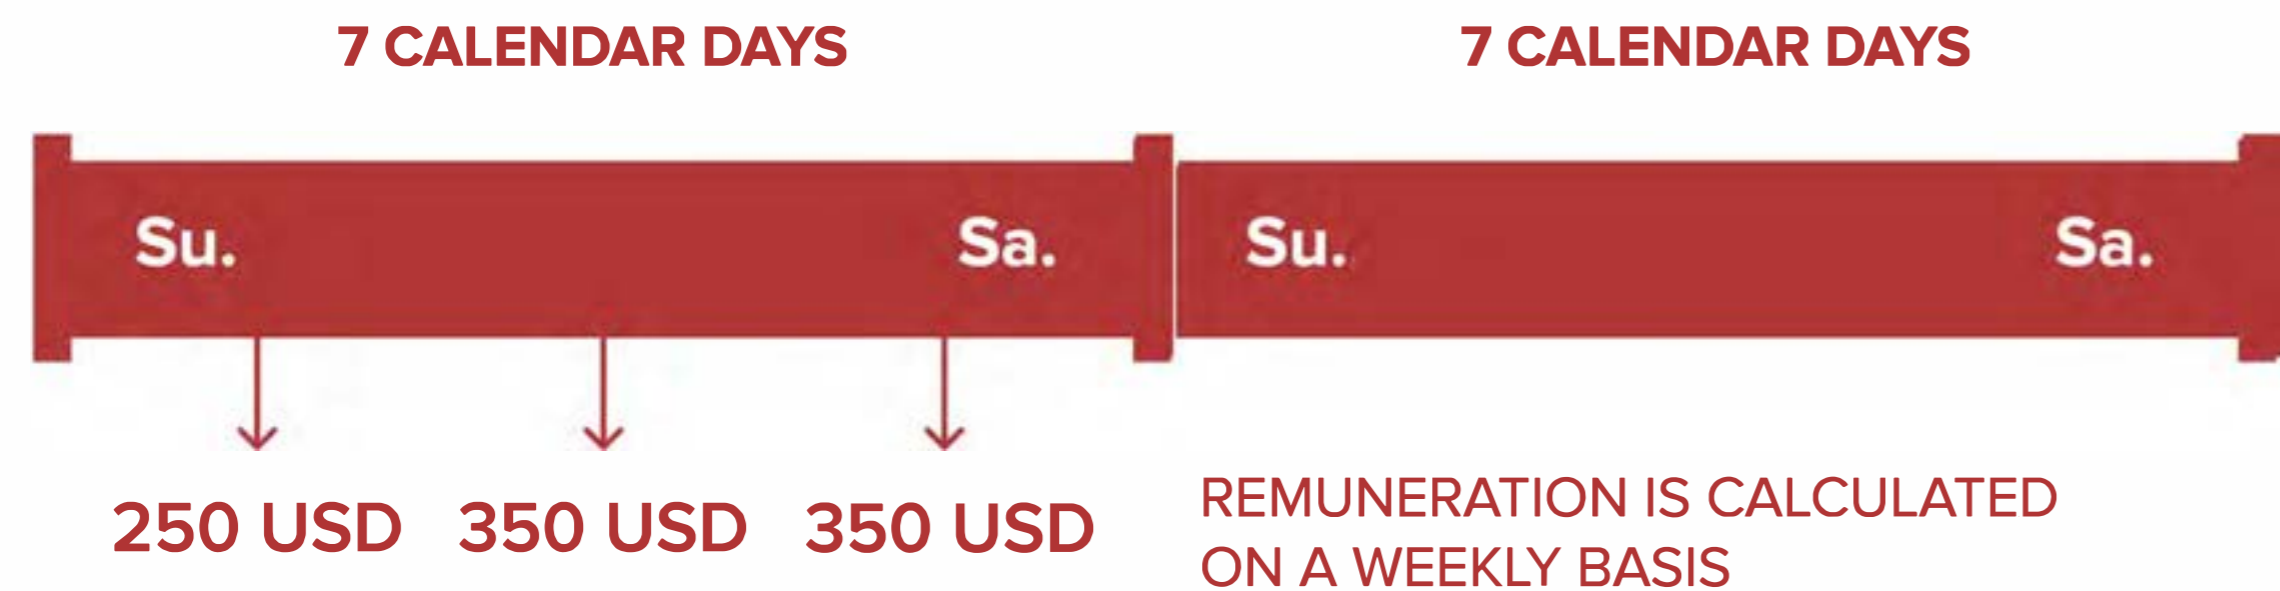 7 CALENDAR DAYS
7 CALENDAR DAYS
Su.
Sa.
Su.
Sa.
250 USD
350 USD
350 USD
REMUNERATION IS CALCULATED
ON A WEEKLY BASIS